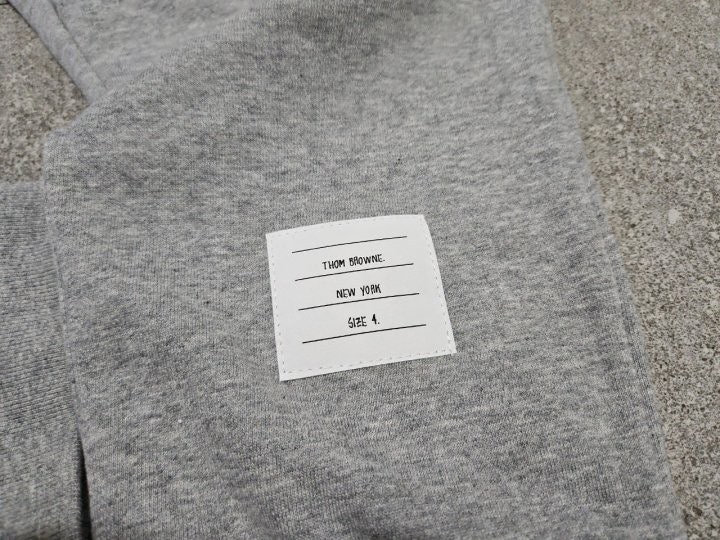 THOM BROWNE.
NEW YORK
SIZE 4.